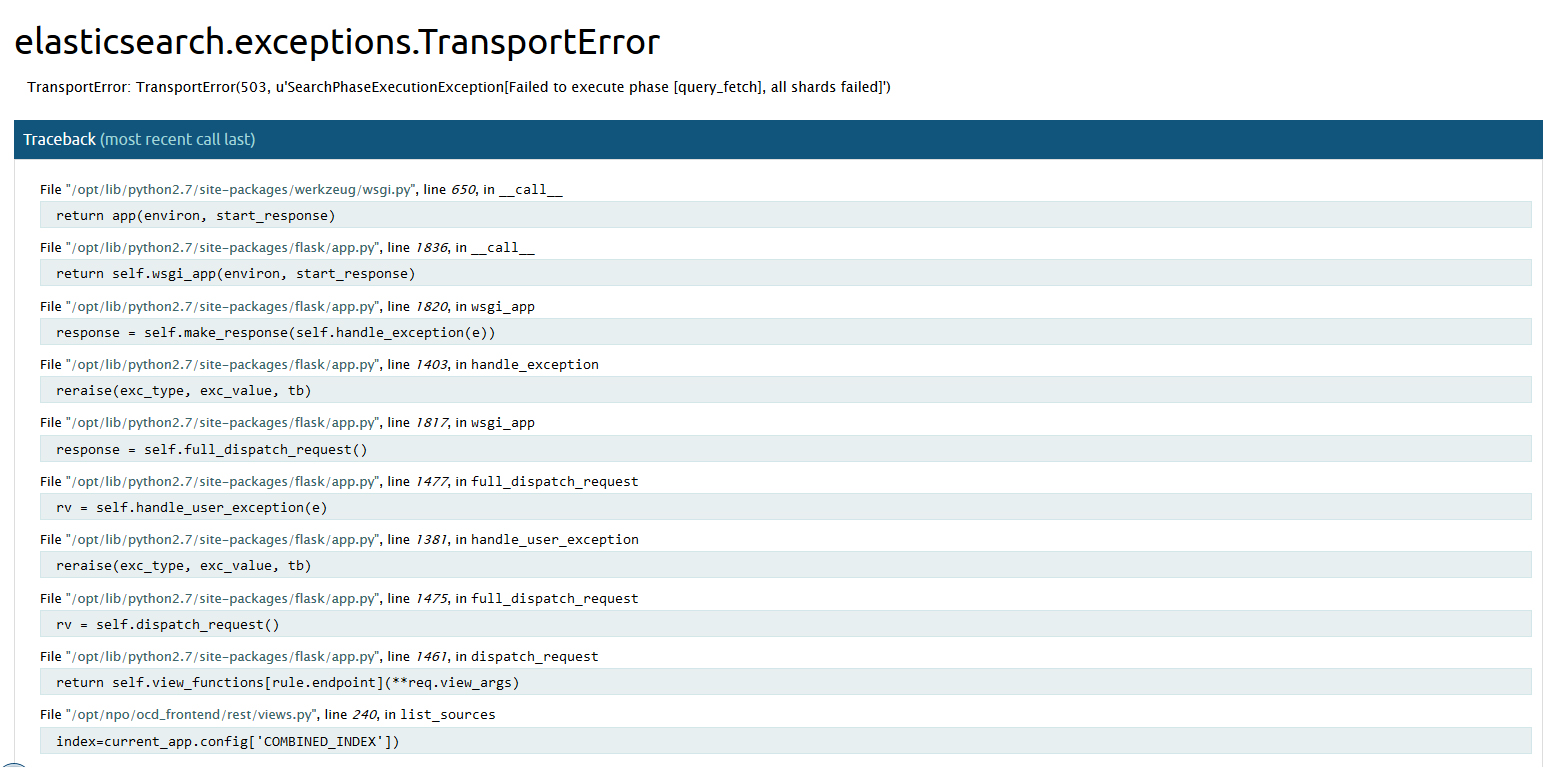 elasticsearch.exceptions.TransportError
TransportError: TransportError(503, u'SearchPhaseExecutionException[Failed to execute phase [query_fetch], all shards failed]')
Traceback (most recent call last)
File "/opt/lib/python2.7/site-packages/werkzeug/wsgi.py", line 650, in __call__
return app(environ, start_response)
File "/opt/lib/python2.7/site-packages/flask/app.py", line 1836, in __call__
return self.wsgi_app(environ, start_response)
File "/opt/lib/python2.7/site-packages/flask/app.py", line 1820, in wsgi_app
response = self.make_response(self.handle_exception(e))
File "/opt/lib/python2.7/site-packages/flask/app.py", line 1403, in handle_exception
reraise(exc_type, exc_value, tb)
File "/opt/lib/python2.7/site-packages/flask/app.py", line 1817, in wsgi_app
response = self.full_dispatch_request()
File "/opt/lib/python2.7/site-packages/flask/app.py", line 1477, in full_dispatch_request
rv = self.handle_user_exception(e)
File "/opt/lib/python2.7/site-packages/flask/app.py", line 1381, in handle_user_exception
reraise(exc_type, exc_value, tb)
File "/opt/lib/python2.7/site-packages/flask/app.py", line 1475, in full_dispatch_request
rv = self.dispatch_request()
File "/opt/lib/python2.7/site-packages/flask/app.py", line 1461, in dispatch_request
return self.view_functions[rule.endpoint](**req.view_args)
File "/opt/npo/ocd_frontend/rest/views.py", line 240, in list_sources
index=current_app.config['COMBINED_INDEX'])